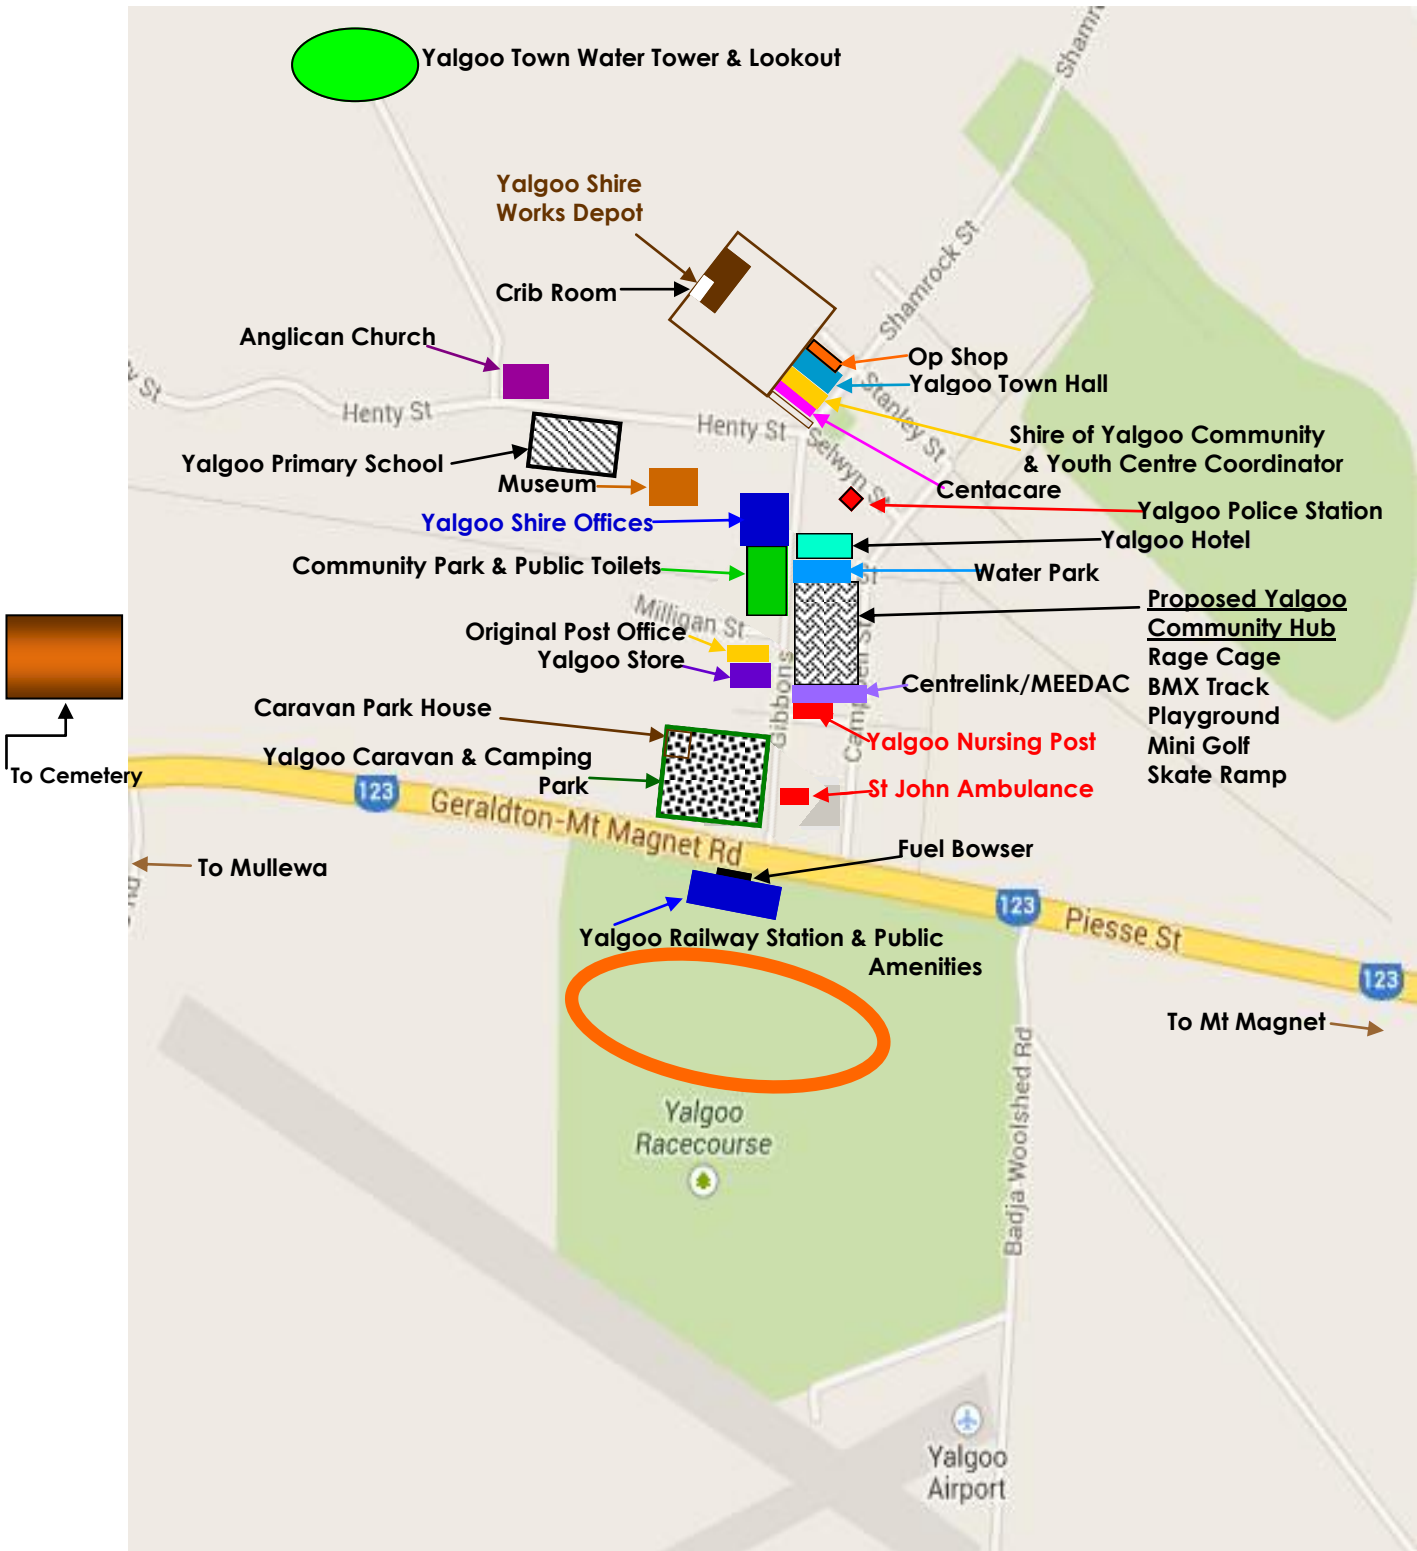 Yalgoo Town Water Tower & Lookout
Shamr
Yalgoo Shire
Works Depot
Crib Room
Shamrock St
Anglican Church
Op Shop
Yalgoo Town Hall
Stanley St
y St
Henty St
Henty St
Selwyn St
Shire of Yalgoo Community
& Youth Centre Coordinator
Yalgoo Primary School
Museum
Centacare
Yalgoo Police Station
Yalgoo Shire Offices
Yalgoo Hotel
Community Park & Public Toilets
Water Park
St
Proposed Yalgoo
Community Hub
Rage Cage
BMX Track
Playground
Mini Golf
Skate Ramp
Milligan St
Original Post Office
Yalgoo Store
Gibbons
Campbell St
Centrelink/MEEDAC
Caravan Park House
Yalgoo Nursing Post
Yalgoo Caravan & Camping
Park
To Cemetery
St John Ambulance
123
Geraldton-Mt Magnet Rd
Fuel Bowser
To Mullewa
Rd
123
Piesse St
123
Yalgoo Railway Station & Public
Amenities
To Mt Magnet
Badja Woolshed Rd
Yalgoo
Racecourse
Yalgoo
Airport